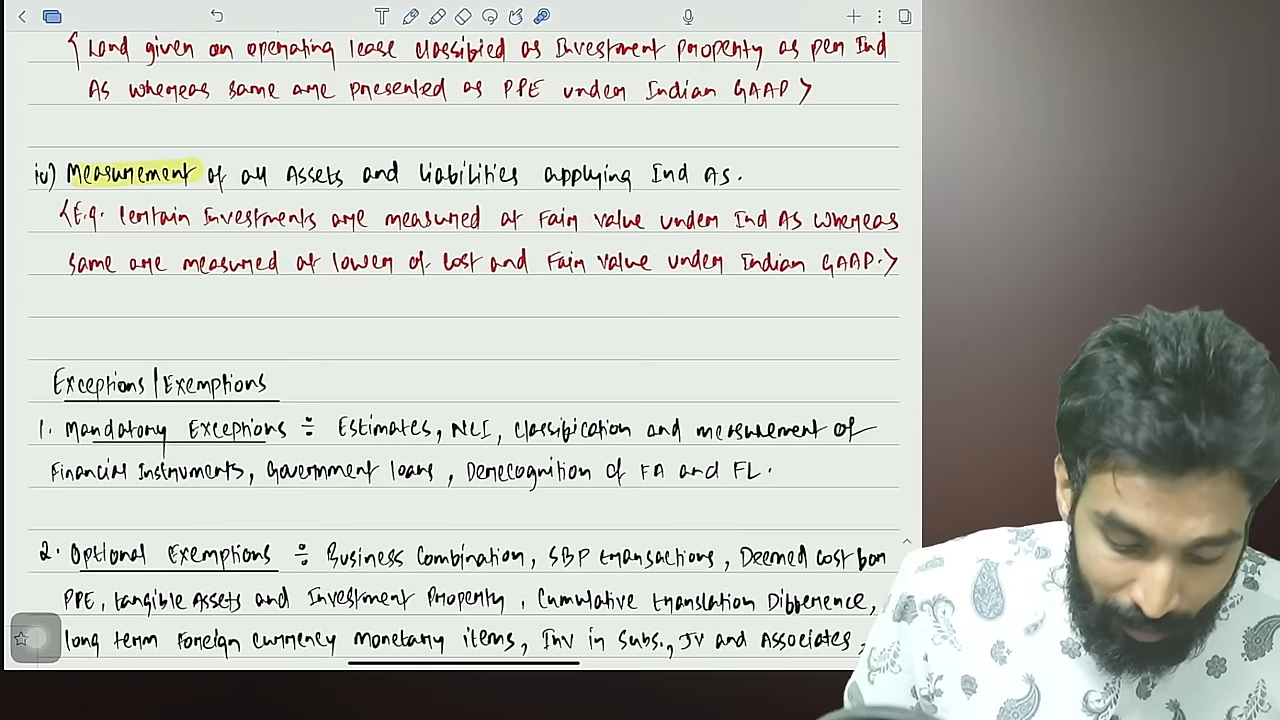 < Land given on operating lease classified as Investment property as per Ind
As whereas same are presented as PPE under Indian GAAP >
iv) Measurement of all Assets and liabilities applying Ind As.
< E.g. certain Investments are measured at Fair value under Ind As whereas
same are measured at lower of cost and Fair value under Indian GAAP. >
Exceptions / Exemptions
1. Mandatory Exceptions ÷ Estimates, NCI, classification and measurement of
Financial Instruments, Government loans, Derecognition of FA and FL.
2. Optional Exemptions ÷ Business Combination, SBP transactions, Deemed cost for
PPE, tangible Assets and Investment Property, Cumulative translation Difference,
long term Foreign currency monetary items, Inv in Subs., JV and Associates,